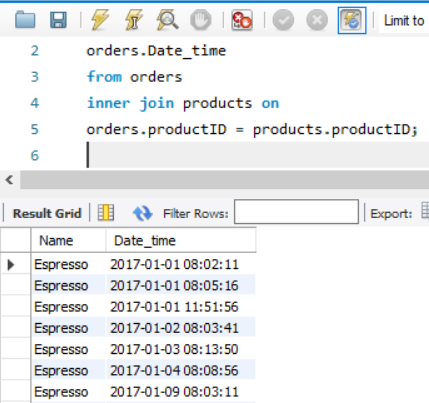 Limit to
2 orders.Date_time
3 from orders
4 inner join products on
5 orders.productID = products.productID;
6
Result Grid Filter Rows: Export:
Name Date_time
Espresso 2017-01-01 08:02:11
Espresso 2017-01-01 08:05:16
Espresso 2017-01-01 11:51:56
Espresso 2017-01-02 08:03:41
Espresso 2017-01-03 08:13:50
Espresso 2017-01-04 08:08:56
Espresso 2017-01-09 08:03:11